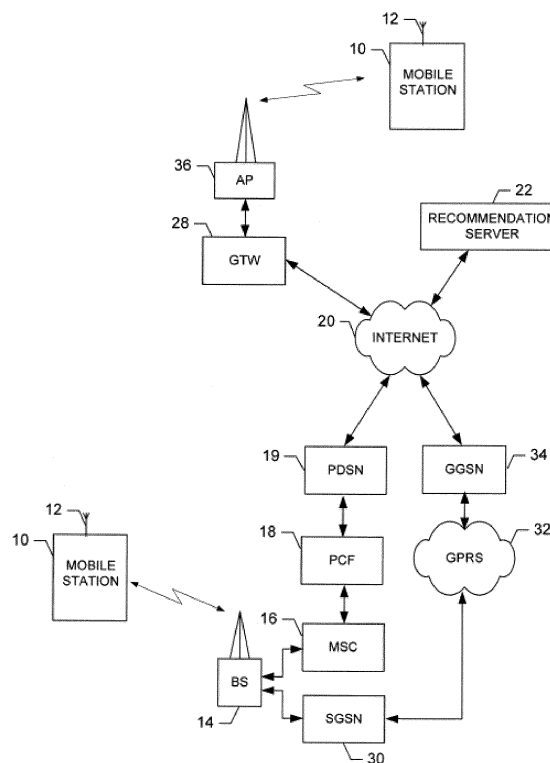 12
10
MOBILE
STATION
36
AP
22
28
GTW
RECOMMENDATION
SERVER
20
INTERNET
19
PDSN
GGSN
34
12
10
MOBILE
STATION
18
PCF
GPRS
32
16
MSC
BS
14
SGSN
30